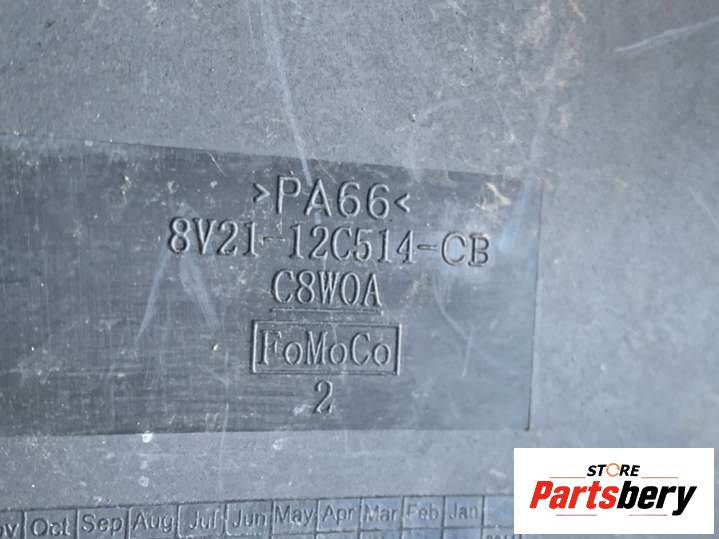 >PA66<
8V21-12C514-CB
C8W0A
FoMoCo
2
Oct Sep Aug Jul Jun May Apr Mar Feb Jan
STORE
Partsbery